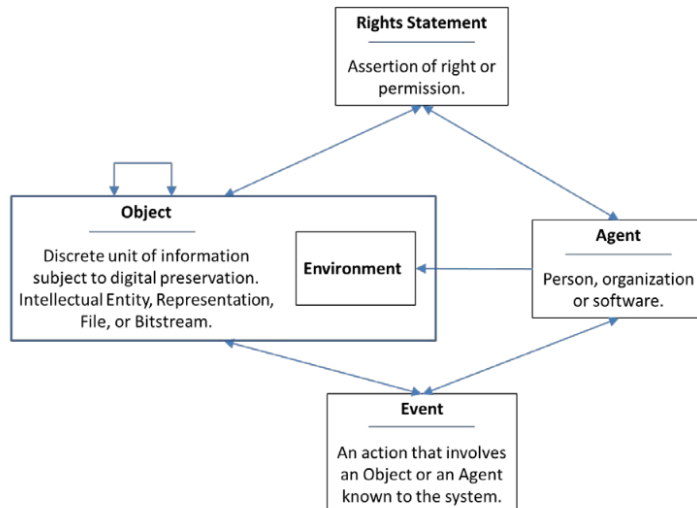 Rights Statement
Assertion of right or
permission.
Object
Discrete unit of information
subject to digital preservation.
Intellectual Entity, Representation,
File, or Bitstream.
Environment
Agent
Person, organization
or software.
Event
An action that involves
an Object or an Agent
known to the system.